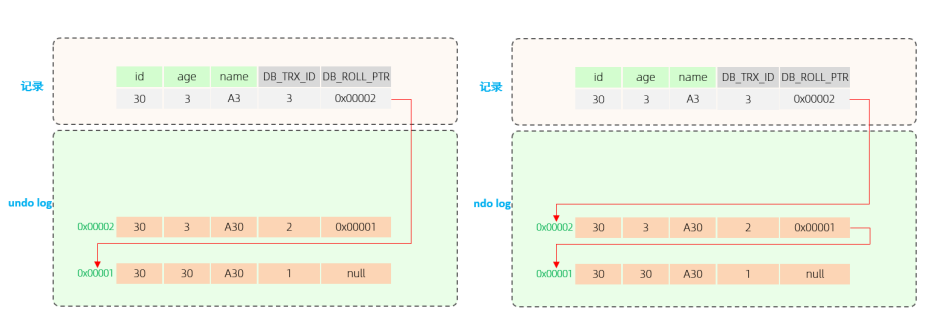 id age name DB_TRX_ID DB_ROLL_PTR
记录 30 3 A3 3 0x00002
undo log
0x00002 30 3 A30 2 0x00001
0x00001 30 30 A30 1 null
id age name DB_TRX_ID DB_ROLL_PTR
记录 30 3 A3 3 0x00002
ndo log
0x00002 30 3 A30 2 0x00001
0x00001 30 30 A30 1 null